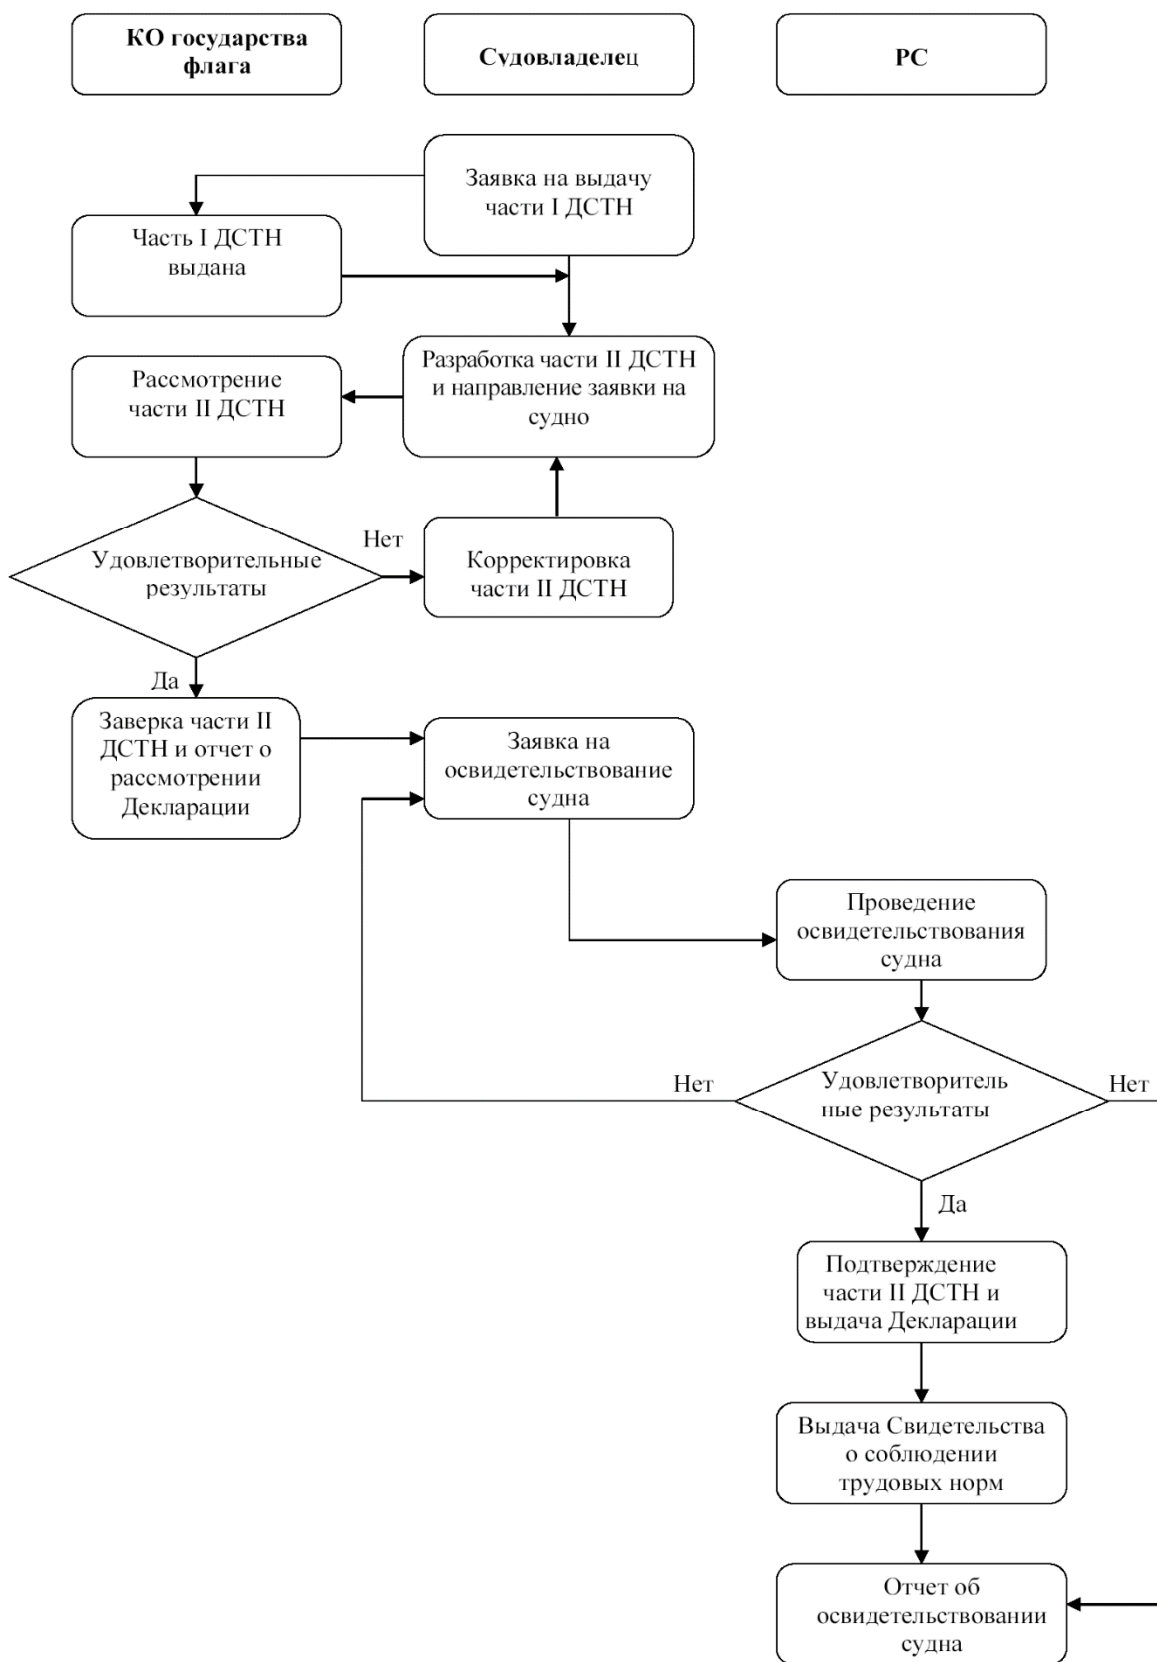 КО государства
флага
Судовладелец
РС
Заявка на выдачу
части I ДСТН
Часть I ДСТН
выдана
Разработка части II ДСТН
и направление заявки на
судно
Рассмотрение
части II ДСТН
Удовлетворительные
результаты
Нет
Корректировка
части II ДСТН
Да
Заверка части II
ДСТН и отчет о
рассмотрении
Декларации
Заявка на
освидетельствование
судна
Проведение
освидетельствования
судна
Нет
Удовлетворитель
ные результаты
Нет
Да
Подтверждение
части II ДСТН и
выдача Декларации
Выдача Свидетельства
о соблюдении
трудовых норм
Отчет об
освидетельствовании
судна